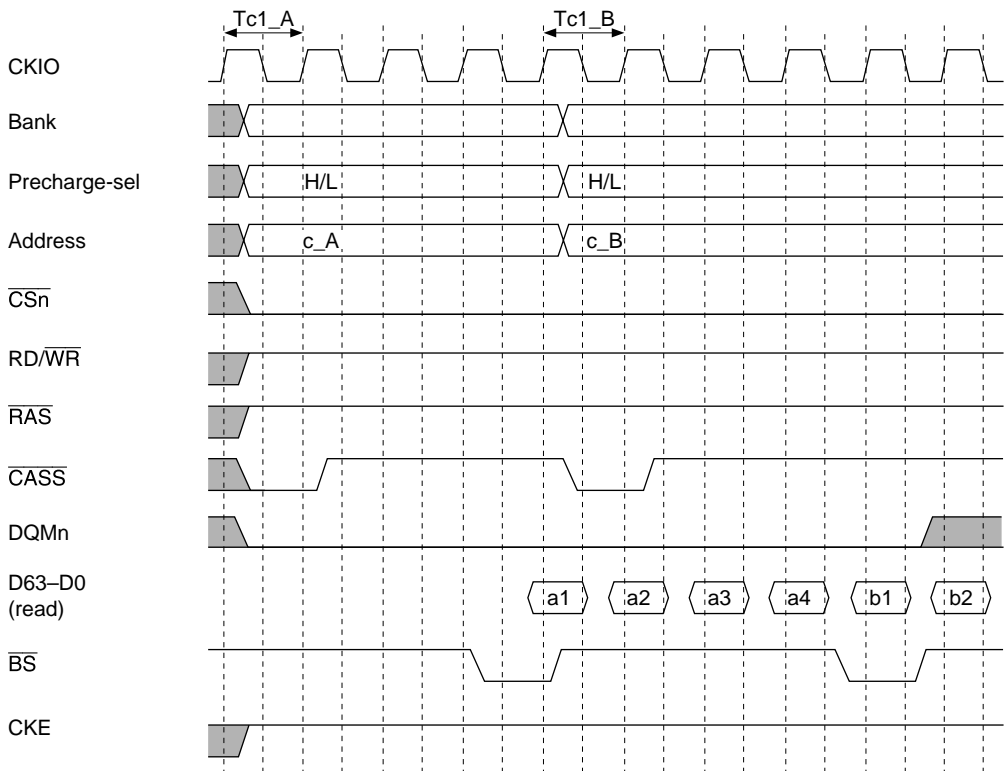 Tc1_A Tc1_B
CKIO
Bank
Precharge-sel H/L H/L
Address c_A c_B
CSn
RD/WR
RAS
CASS
DQMn
D63–D0
(read) a1 a2 a3 a4 b1 b2
BS
CKE